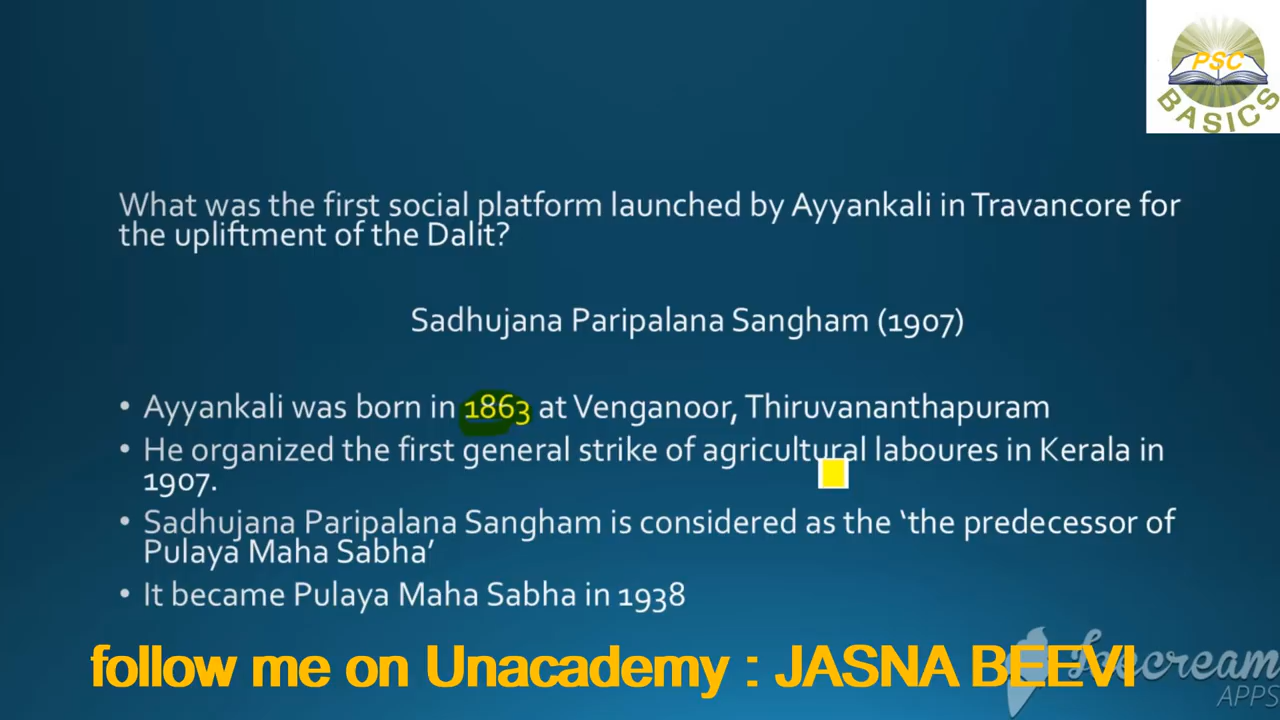 PSC
BASICS
What was the first social platform launched by Ayyankali in Travancore for
the upliftment of the Dalit?
Sadhujana Paripalana Sangham (1907)
• Ayyankali was born in 1863 at Venganoor, Thiruvananthapuram
• He organized the first general strike of agricultural laboures in Kerala in
1907.
• Sadhujana Paripalana Sangham is considered as the ‘the predecessor of
Pulaya Maha Sabha’
• It became Pulaya Maha Sabha in 1938
follow me on Unacademy : JASNA BEEVI
Icecream
APPS